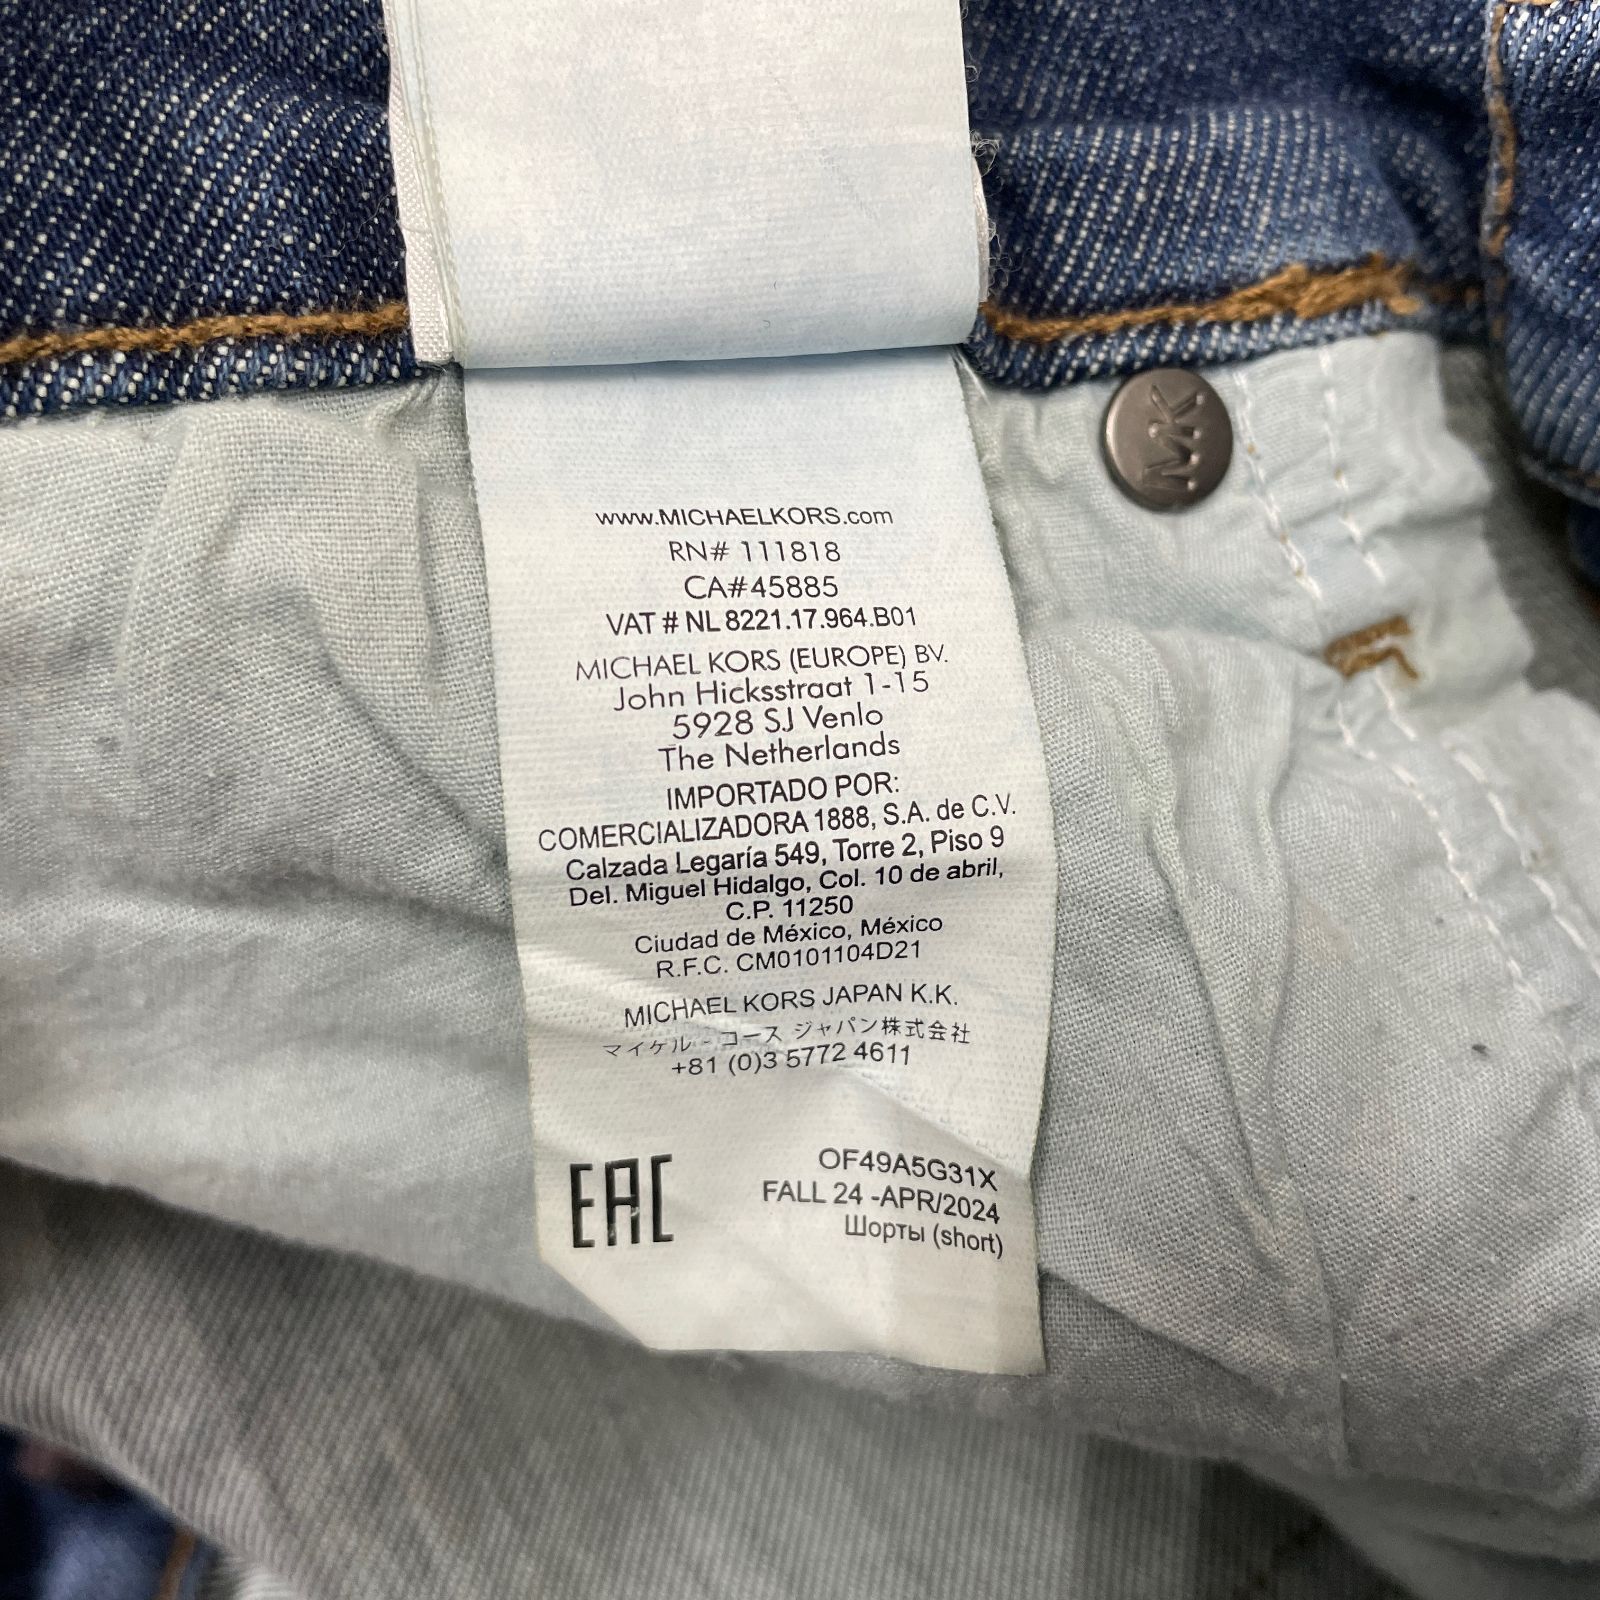 MK
www.MICHAELKORS.com
RN# 111818
CA#45885
VAT # NL 8221.17.964.B01
MICHAEL KORS (EUROPE) BV.
John Hicksstraat 1-15
5928 SJ Venlo
The Netherlands
IMPORTADO POR:
COMERCIALIZADORA 1888, S.A. de C.V.
Calzada Legaría 549, Torre 2, Piso 9
Del. Miguel Hidalgo, Col. 10 de abril,
C.P. 11250
Ciudad de México, México
R.F.C. CM0101104D21
MICHAEL KORS JAPAN K.K.
マイケル・コース ジャパン株式会社
+81 (0)3 5772 4611
EAC
OF49A5G31X
FALL 24 -APR/2024
Шорты (short)